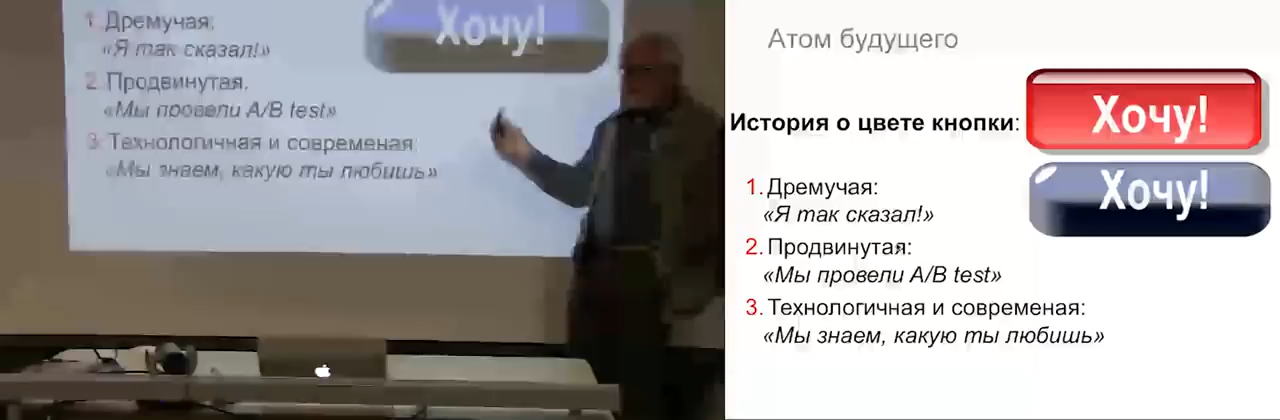 1. Дремучая:
«Я так сказал!»
2. Продвинутая.
«Мы провели A/B test»
3. Технологичная и современая:
«Мы знаем, какую ты любишь»
Хочу!
Атом будущего
История о цвете кнопки:
Хочу!
Хочу!
1. Дремучая:
«Я так сказал!»
2. Продвинутая:
«Мы провели A/B test»
3. Технологичная и современая:
«Мы знаем, какую ты любишь»